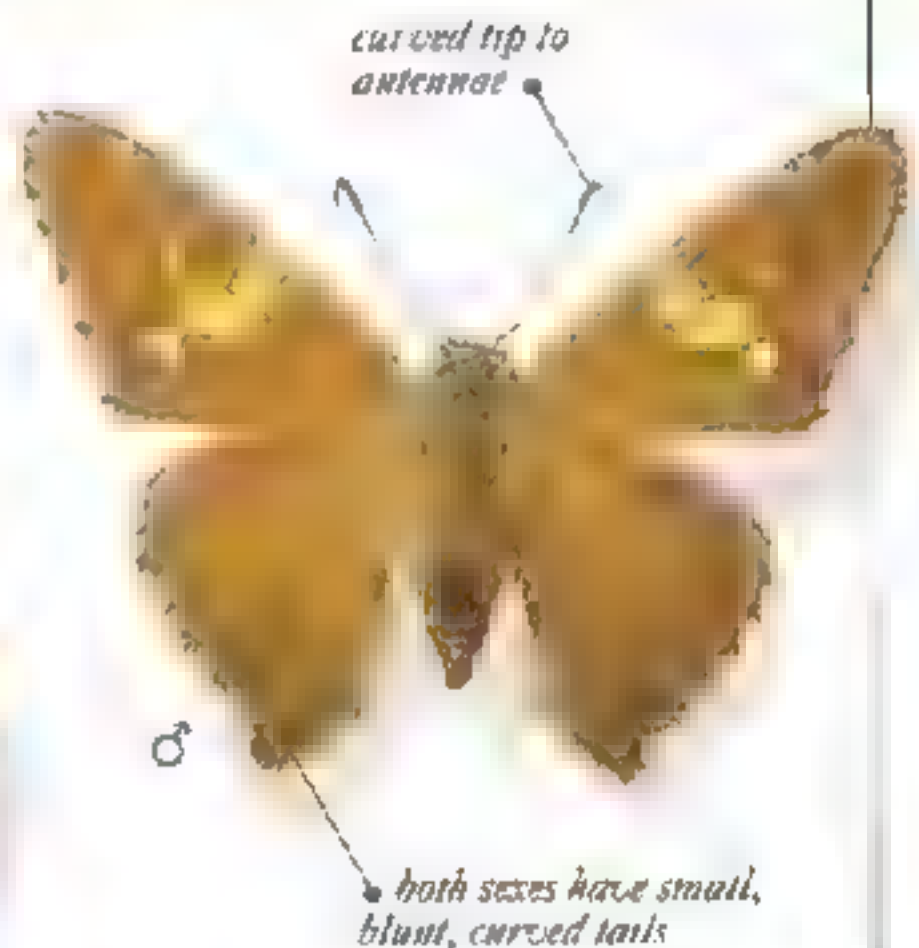 curved tip to
antennae
♂
both sexes have small,
blunt, curved tails